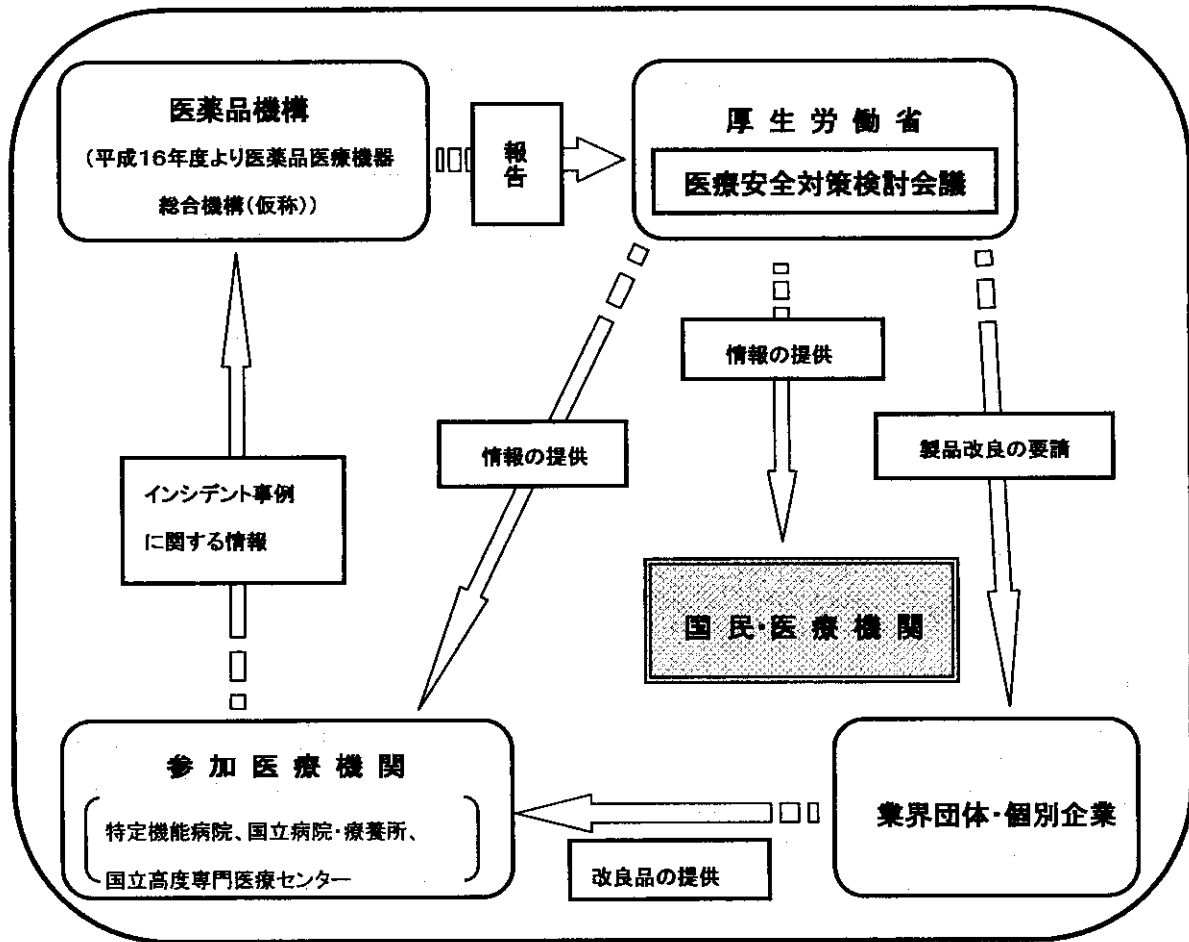 医薬品機構
(平成16年度より医薬品医療機器
総合機構(仮称))
報告
厚生労働省
医療安全対策検討会議
情報の提供
情報の提供
製品改良の要請
インシデント事例
に関する情報
国民・医療機関
参加医療機関
特定機能病院、国立病院・療養所、
国立高度専門医療センター
改良品の提供
業界団体・個別企業